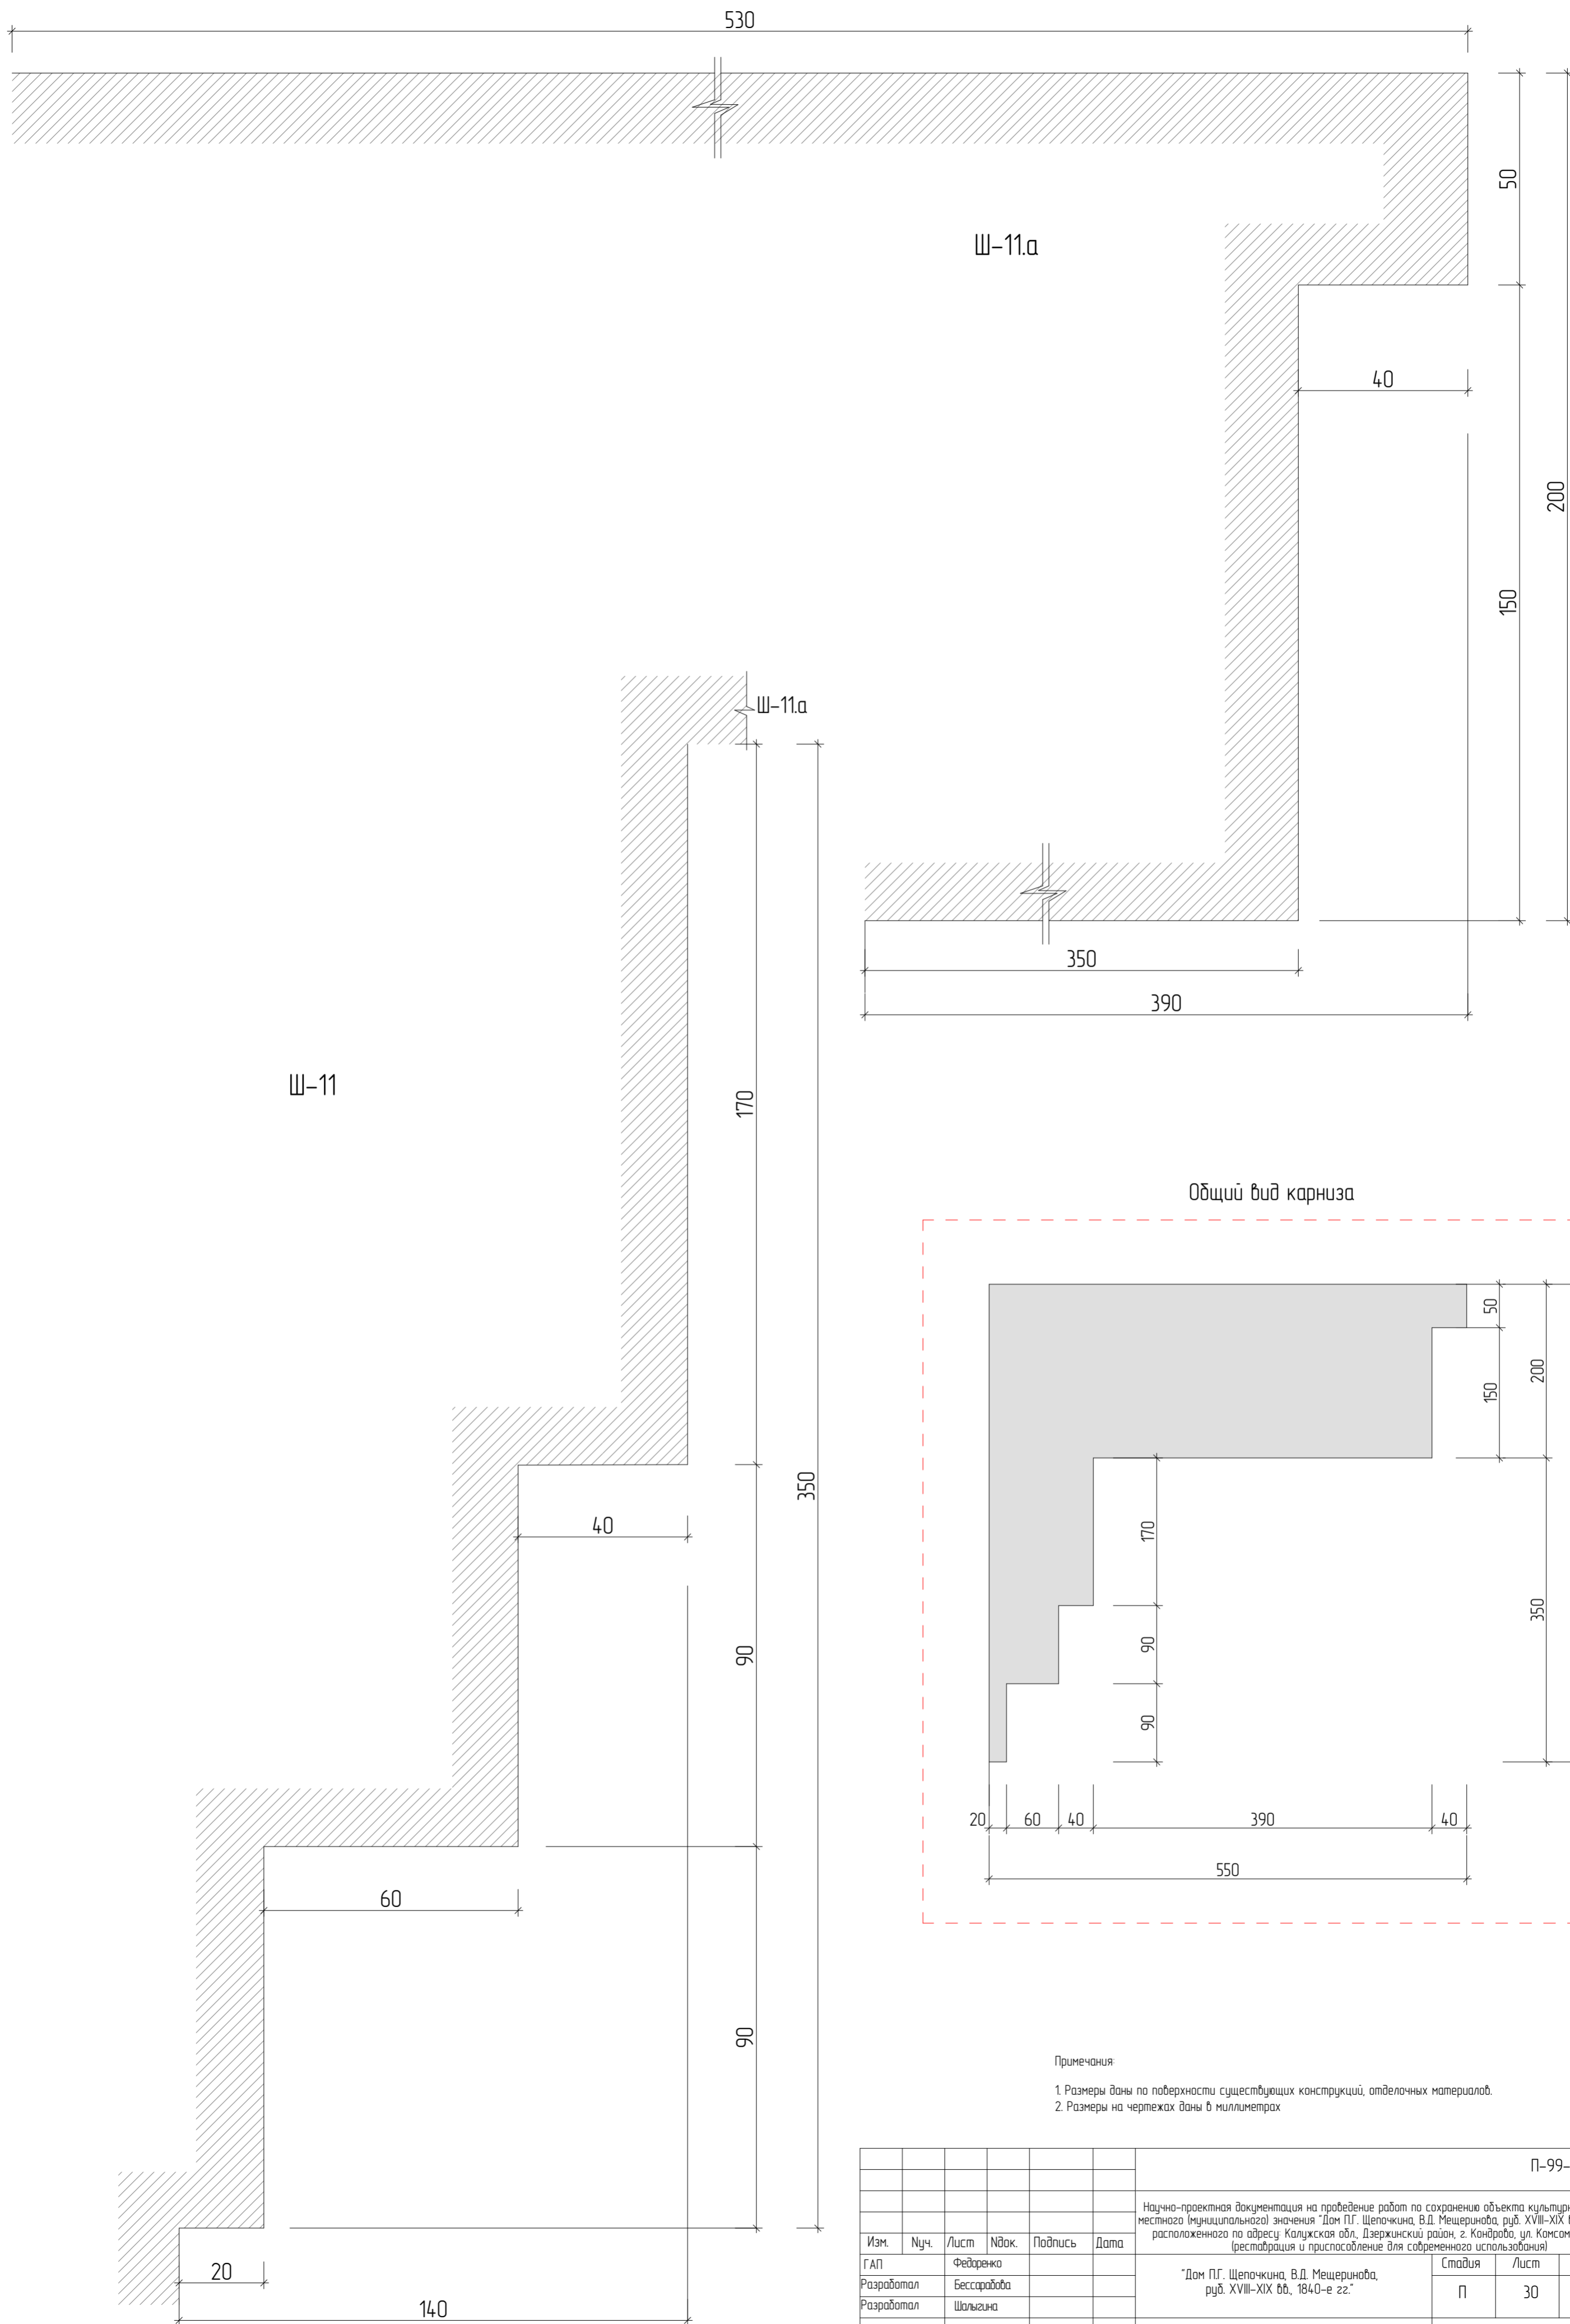 530
50
Ш-11.а
40
200
150
Ш-11.а
350
390
Ш-11
170
Общий вид карниза
50
200
150
40
350
170
90
90
350
90
20
60
40
390
40
550
60
90
Примечания:
1. Размеры даны по поверхности существующих конструкций, отделочных материалов.
2. Размеры на чертежах даны в миллиметрах
П-99-
Научно-проектная документация на проведение работ по сохранению объекта культурн
местного (муниципального) значения "Дом П.Г. Щепочкина, В.Д. Мещеринова, руб. XVIII-XIX в
расположенного по адресу: Калужская обл., Дзержинский район, г. Кондрово, ул. Комсом
(реставрация и приспособление для современного использования)
Изм. Nуч. Лист Nдок. Подпись Дата
ГАП Федоренко
Разработал Бессарабова
Разработал Шалыгина
"Дом П.Г. Щепочкина, В.Д. Мещеринова,
руб. XVIII-XIX вв., 1840-е гг."
Стадия Лист
П 30
20
140